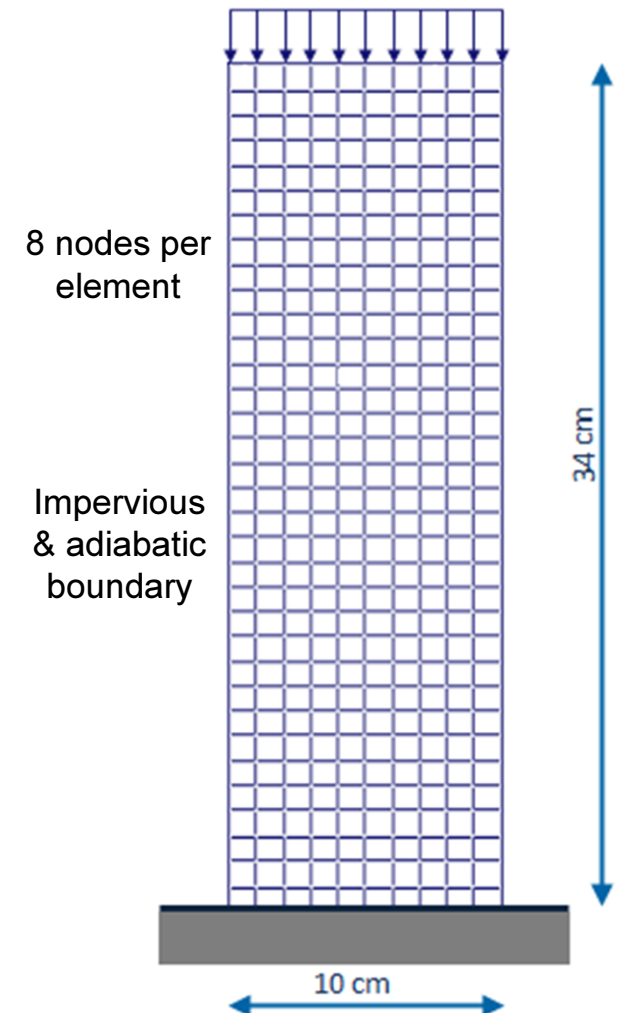 8 nodes per
element
34 cm
Impervious
& adiabatic
boundary
10 cm